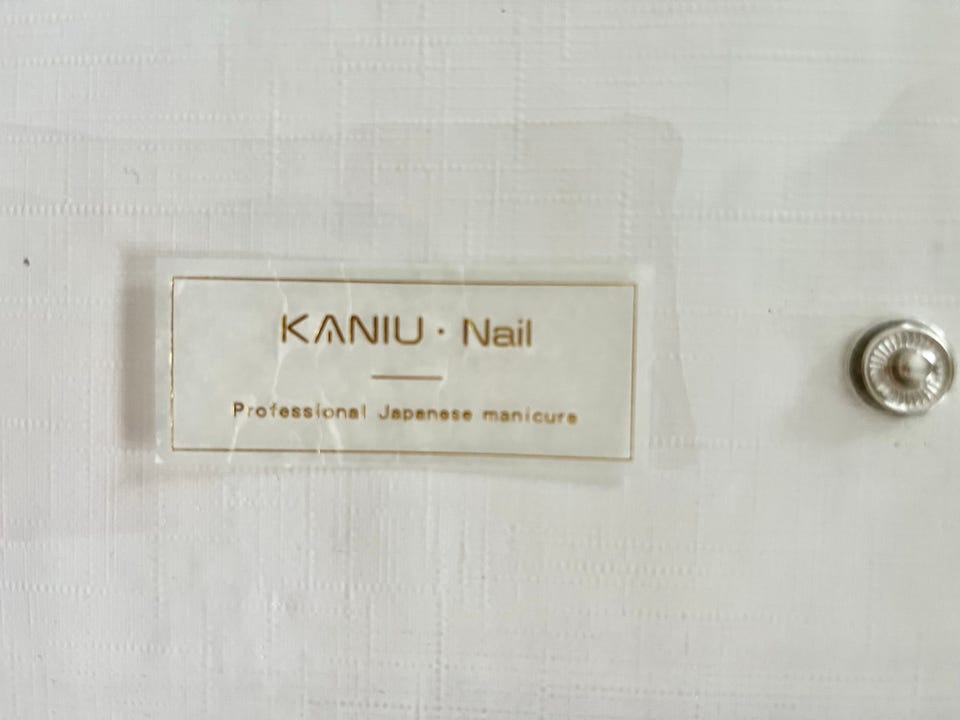 KANIU · Nail
Professional Japanese manicure